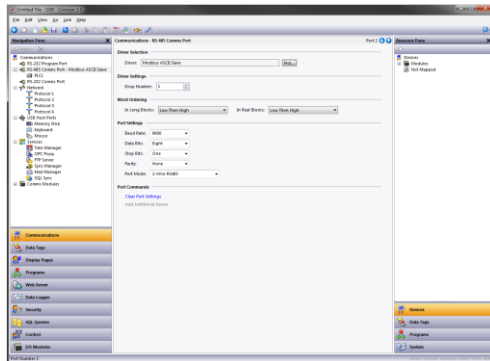 Untitled File - G09 - Crimson 3.0
File Edit View Go Link Help
Navigation Pane
Communications - RS-485 Comms Port
Port 2
Resource Pane
Communications
RS-232 Program Port
RS-485 Comms Port - Modbus ASCII Slave
PLC1
RS-232 Comms Port
Network
Protocol 1
Protocol 2
Protocol 3
Protocol 4
USB Host Ports
Memory Stick
Keyboard
Mouse
Services
Time Manager
OPC Proxy
FTP Server
Sync Manager
Mail Manager
SQL Sync
Comms Modules
Driver Selection
Driver: Modbus ASCII Slave
Pick...
Driver Settings
Drop Number: 1
Word Ordering
In Long Blocks: Low Then High
In Real Blocks: Low Then High
Port Settings
Baud Rate: 9600
Data Bits: Eight
Stop Bits: One
Parity: None
Port Mode: 2-Wire RS485
Port Commands
Clear Port Settings
Add Additional Device
Devices
Modules
Not Mapped
Communications
Data Tags
Display Pages
Programs
Web Server
Data Logger
Security
SQL Queries
Control
I/O Modules
Devices
Data Tags
Programs
System
Port Number 2